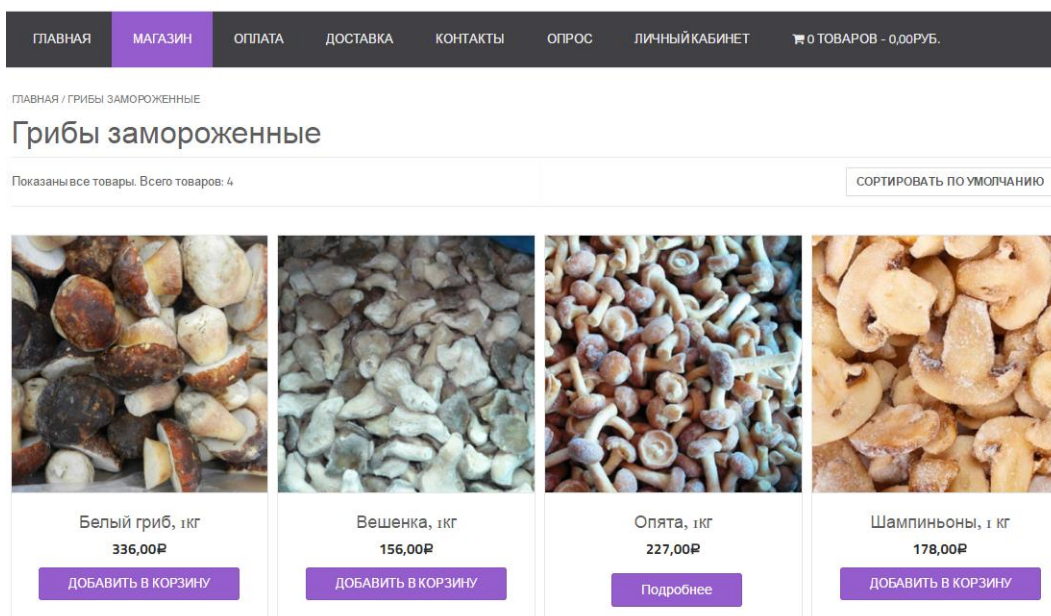 ГЛАВНАЯ МАГАЗИН ОПЛАТА ДОСТАВКА КОНТАКТЫ ОПРОС ЛИЧНЫЙ КАБИНЕТ 0 ТОВАРОВ - 0,00РУБ.
ГЛАВНАЯ / ГРИБЫ ЗАМОРОЖЕННЫЕ
Грибы замороженные
Показаны все товары. Всего товаров: 4 СОРТИРОВАТЬ ПО УМОЛЧАНИЮ
Белый гриб, 1кг Вешенка, 1кг Опята, 1кг Шампиньоны, 1 кг
336,00₽ 156,00₽ 227,00₽ 178,00₽
ДОБАВИТЬ В КОРЗИНУ ДОБАВИТЬ В КОРЗИНУ Подробнее ДОБАВИТЬ В КОРЗИНУ